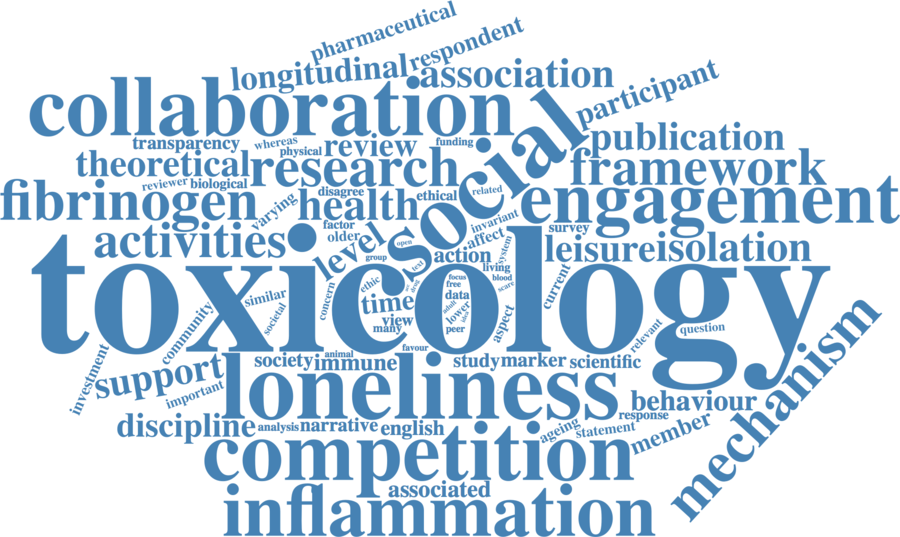 pharmaceutical
respondent
longitudinal
association
participant
collaboration
transparency
whereas
physical
review
funding
publication
theoretical
research
social
framework
reviewer
biological
disagree
ethical
related
fibrinogen
varying
health
engagement
factor
older
level
open
group
text
invariant
affect
survey
activities
action
system
leisure
isolation
living
toxicology
concern
ethic
drug
focus
free
blood
scare
current
time
data
adult
lower
idea
view
many
peer
aspect
similar
societal
community
relevant
question
mechanism
investment
support
important
society
animal
immune
favour
study
marker
scientific
loneliness
behaviour
response
discipline
analysis
narrative
english
ageing
statement
member
competition
associated
inflammation